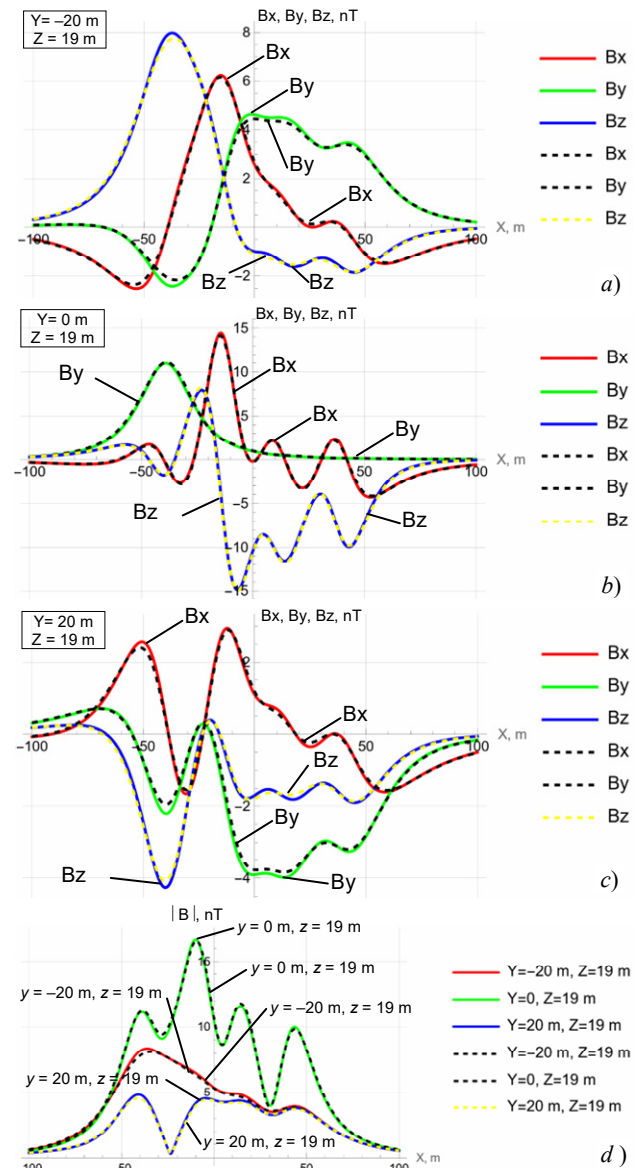 Bx, By, Bz, nT
Y= –20 m
Z = 19 m
8
6
4
2
−2
−100
−50
50
100
X, m
Bx
By
By
Bx
Bz
Bz
Bx
By
Bz
Bx
By
Bz
a)
Bx, By, Bz, nT
Y= 0 m
Z = 19 m
15
10
5
−5
−10
−15
−100
−50
50
100
X, m
By
Bx
Bx
By
Bz
Bz
Bx
By
Bz
Bx
By
Bz
b)
Bx, By, Bz, nT
Y= 20 m
Z = 19 m
2
−2
−4
−100
−50
50
100
X, m
Bx
Bx
Bz
By
Bz
By
Bx
By
Bz
Bx
By
Bz
c)
|B|, nT
y = 0 m, z = 19 m
y = 0 m, z = 19 m
y = –20 m, z = 19 m
y = –20 m, z = 19 m
y = 20 m, z = 19 m
y = 20 m, z = 19 m
15
10
5
−100
−50
50
100
X, m
Y=−20 m, Z=19 m
Y=0, Z=19 m
Y=20 m, Z=19 m
Y=−20 m, Z=19 m
Y=0, Z=19 m
Y=20 m, Z=19 m
d )